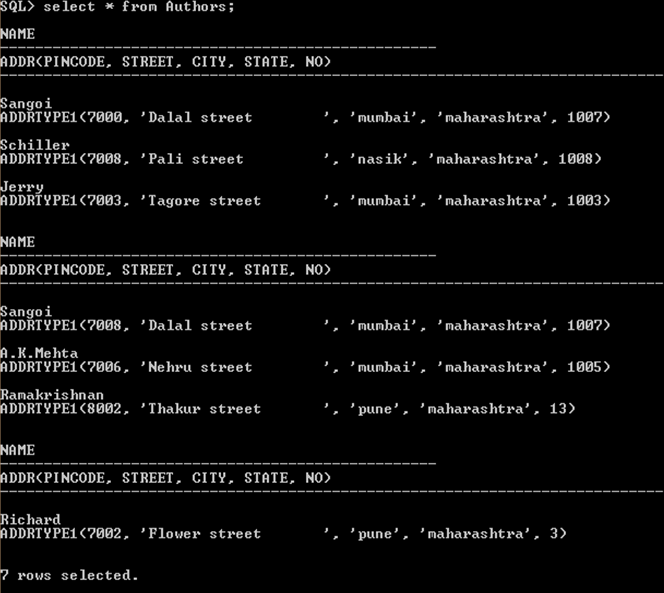 SQL> select * from Authors;
NAME
--------------------------------------------------
ADDR(PINCODE, STREET, CITY, STATE, NO)
--------------------------------------------------------------------------------
Sangoi
ADDRTYPE1(7000, 'Dalal street        ', 'mumbai', 'maharashtra', 1007)
Schiller
ADDRTYPE1(7008, 'Pali street         ', 'nasik', 'maharashtra', 1008)
Jerry
ADDRTYPE1(7003, 'Tagore street       ', 'mumbai', 'maharashtra', 1003)
NAME
--------------------------------------------------
ADDR(PINCODE, STREET, CITY, STATE, NO)
--------------------------------------------------------------------------------
Sangoi
ADDRTYPE1(7008, 'Dalal street        ', 'mumbai', 'maharashtra', 1007)
A.K.Mehta
ADDRTYPE1(7006, 'Nehru street        ', 'mumbai', 'maharashtra', 1005)
Ramakrishnan
ADDRTYPE1(8002, 'Thakur street       ', 'pune', 'maharashtra', 13)
NAME
--------------------------------------------------
ADDR(PINCODE, STREET, CITY, STATE, NO)
--------------------------------------------------------------------------------
Richard
ADDRTYPE1(7002, 'Flower street       ', 'pune', 'maharashtra', 3)
7 rows selected.